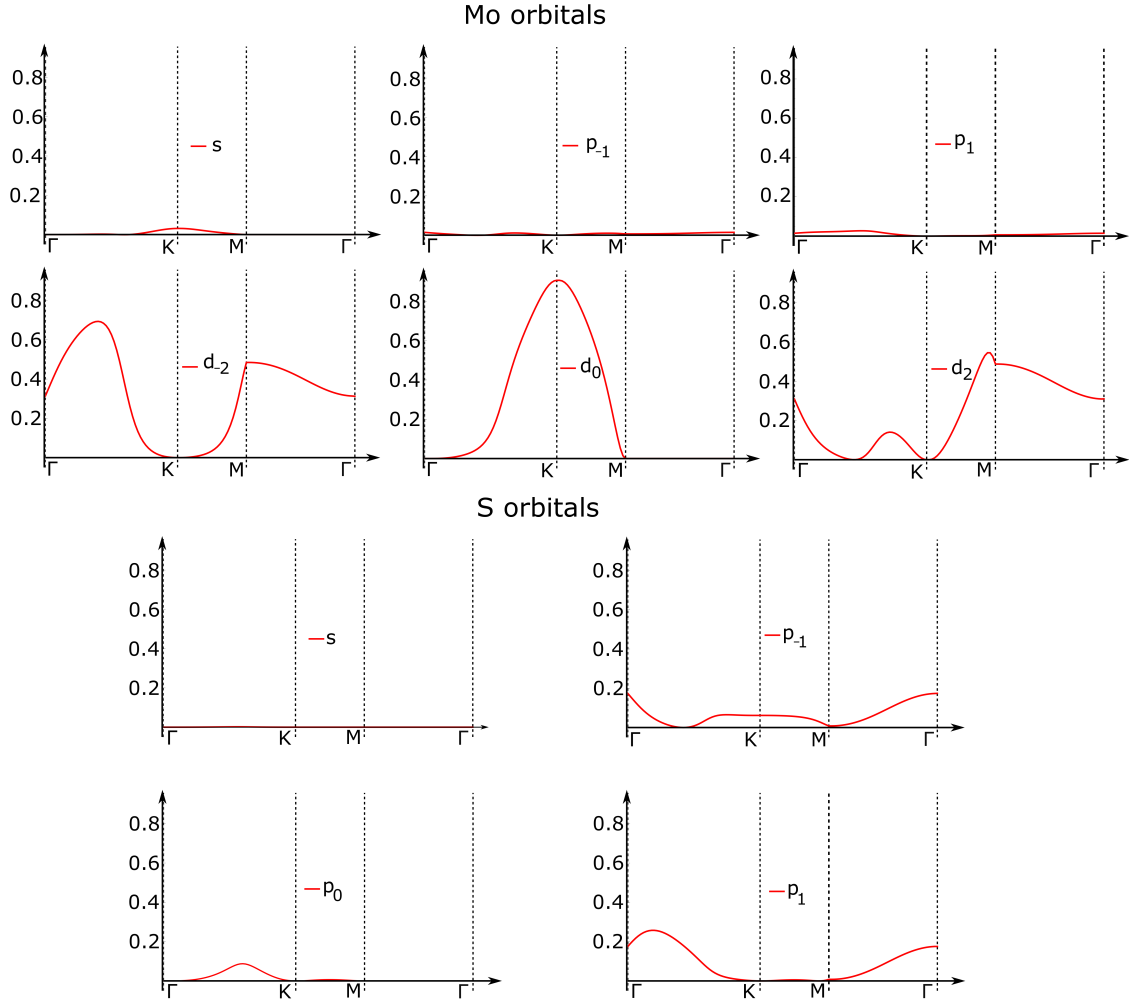 Mo orbitals
0.8 0.6 0.4 0.2 s Γ K M Γ
0.8 0.6 0.4 0.2 p-1 Γ K M Γ
0.8 0.6 0.4 0.2 p1 Γ K M Γ
0.8 0.6 0.4 0.2 d-2 Γ K M Γ
0.8 0.6 0.4 0.2 d0 Γ K M Γ
0.8 0.6 0.4 0.2 d2 Γ K M Γ
S orbitals
0.8 0.6 0.4 0.2 s Γ K M Γ
0.8 0.6 0.4 0.2 p-1 Γ K M Γ
0.8 0.6 0.4 0.2 p0 Γ K M Γ
0.8 0.6 0.4 0.2 p1 Γ K M Γ